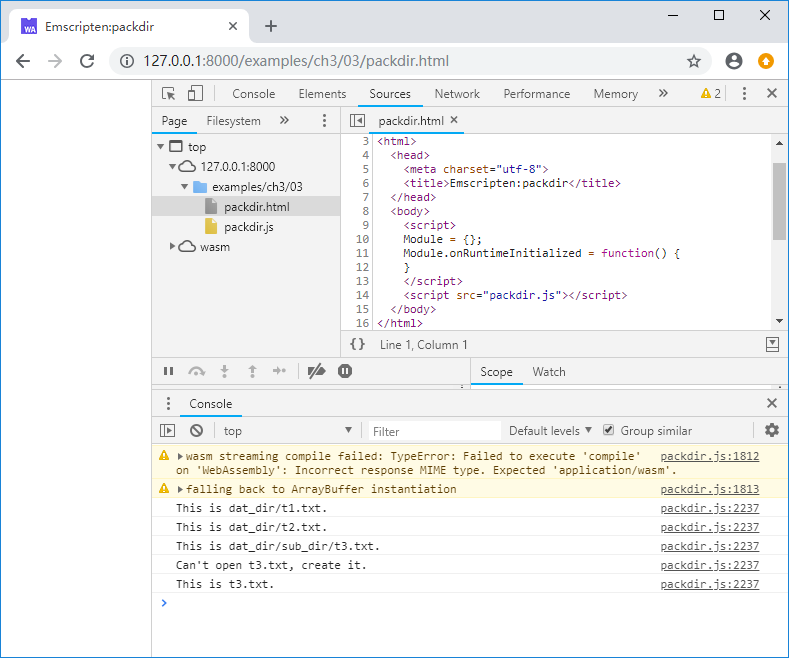 WA Emscripten:packdir
127.0.0.1:8000/examples/ch3/03/packdir.html
Console Elements Sources Network Performance Memory » 2
Page Filesystem »
packdir.html
top
127.0.0.1:8000
examples/ch3/03
packdir.html
packdir.js
wasm
3 <html>
4 <head>
5 <meta charset="utf-8">
6 <title>Emscripten:packdir</title>
7 </head>
8 <body>
9 <script>
10 Module = {};
11 Module.onRuntimeInitialized = function() {
12 }
13 </script>
14 <script src="packdir.js"></script>
15 </body>
16 </html>
{} Line 1, Column 1
Scope Watch
Console
top Filter Default levels Group similar
wasm streaming compile failed: TypeError: Failed to execute 'compile' packdir.js:1812
on 'WebAssembly': Incorrect response MIME type. Expected 'application/wasm'.
falling back to ArrayBuffer instantiation packdir.js:1813
This is dat_dir/t1.txt. packdir.js:2237
This is dat_dir/t2.txt. packdir.js:2237
This is dat_dir/sub_dir/t3.txt. packdir.js:2237
Can't open t3.txt, create it. packdir.js:2237
This is t3.txt. packdir.js:2237